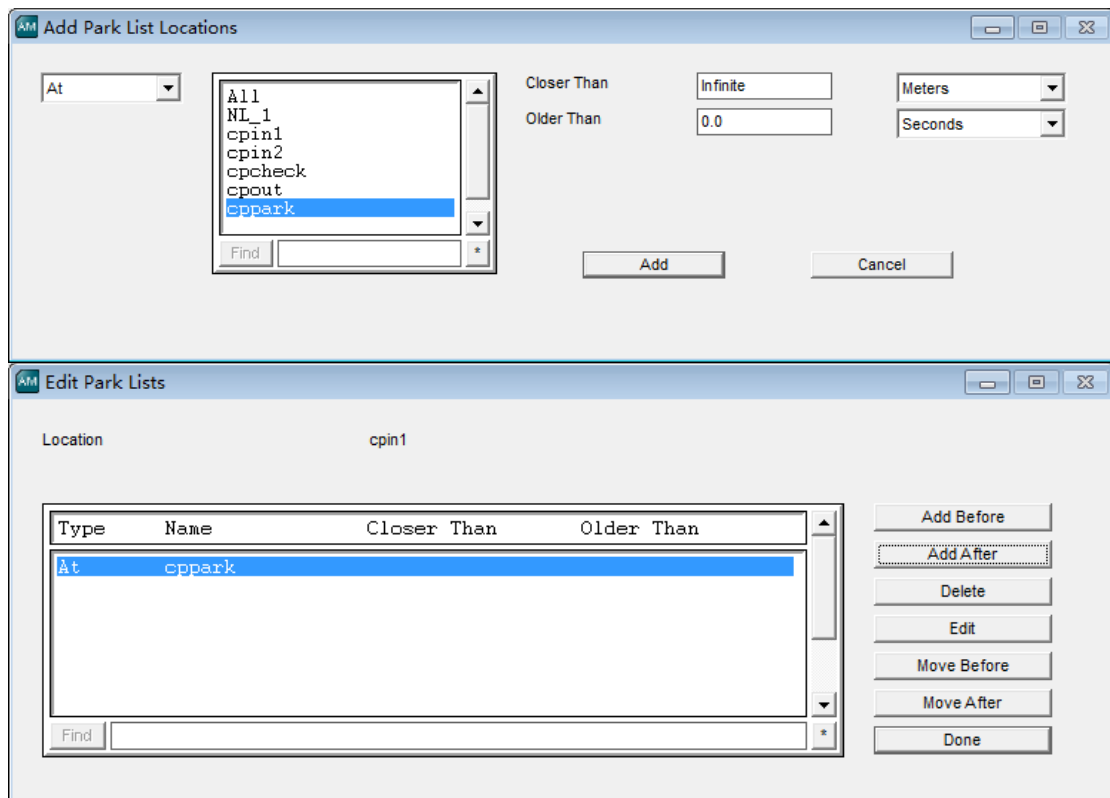 AM Add Park List Locations
At
All
NL_1
cpin1
cpin2
cpcheck
cpout
cppark
Find *
Closer Than Infinite Meters
Older Than 0.0 Seconds
Add Cancel
AM Edit Park Lists
Location cpin1
Type Name Closer Than Older Than
At cppark
Find *
Add Before
Add After
Delete
Edit
Move Before
Move After
Done